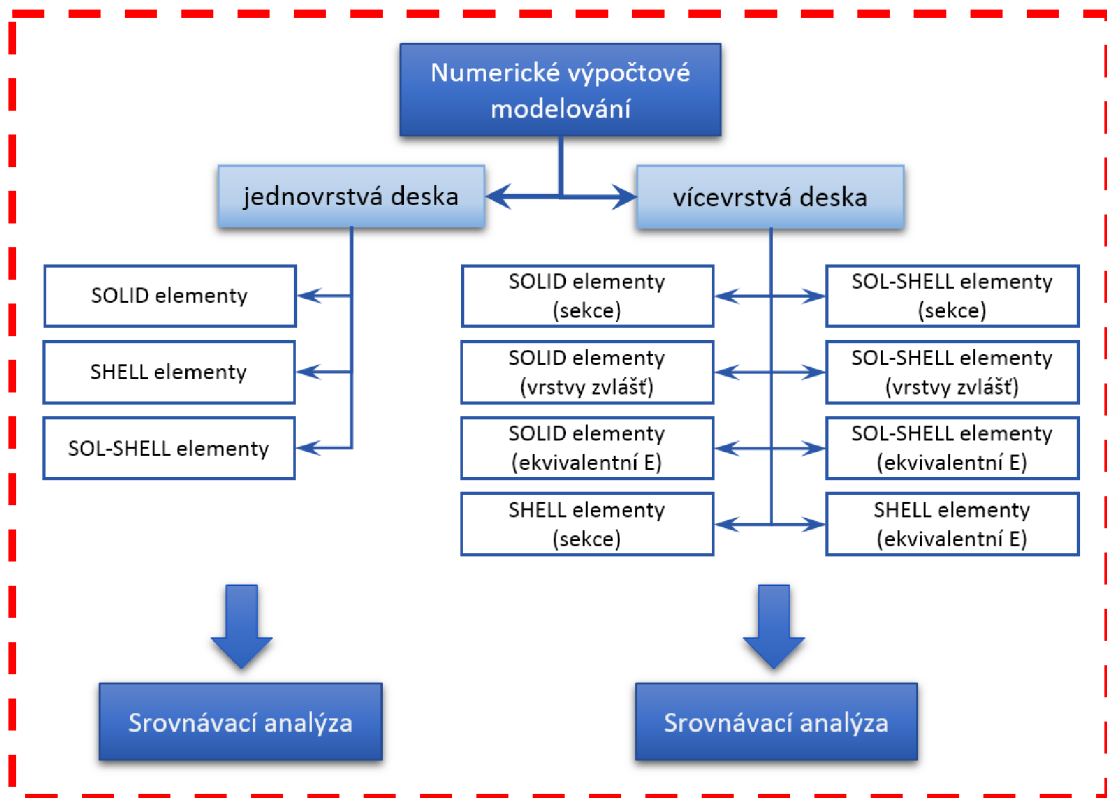 Numerické výpočtové
modelování
jednovrstvá deska
vícevrstvá deska
SOLID elementy
SHELL elementy
SOL-SHELL elementy
SOLID elementy
(sekce)
SOL-SHELL elementy
(sekce)
SOLID elementy
(vrstvy zvlášť)
SOL-SHELL elementy
(vrstvy zvlášť)
SOLID elementy
(ekvivalentní E)
SOL-SHELL elementy
(ekvivalentní E)
SHELL elementy
(sekce)
SHELL elementy
(ekvivalentní E)
Srovnávací analýza
Srovnávací analýza